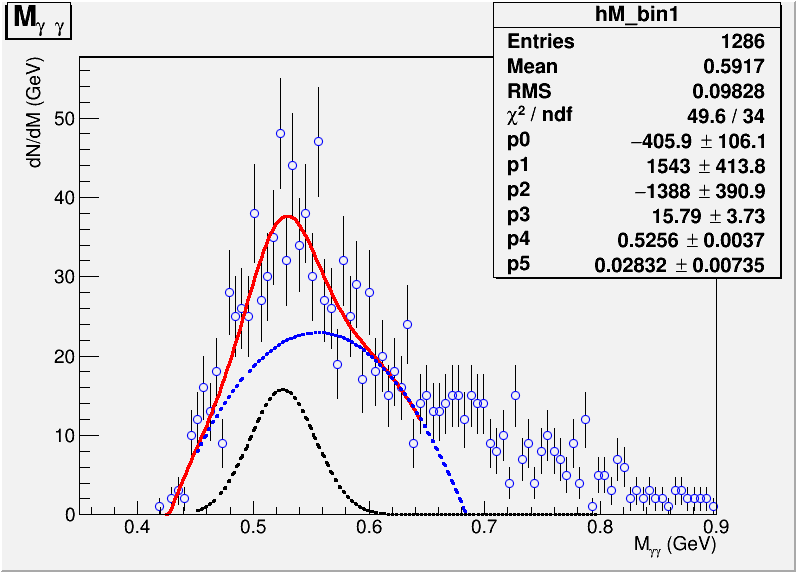 M_γ γ
hM_bin1
Entries 1286
Mean 0.5917
RMS 0.09828
χ² / ndf 49.6 / 34
p0 −405.9 ± 106.1
p1 1543 ± 413.8
p2 −1388 ± 390.9
p3 15.79 ± 3.73
p4 0.5256 ± 0.0037
p5 0.02832 ± 0.00735
dN/dM (GeV)
50
40
30
20
10
0
0.4 0.5 0.6 0.7 0.8 0.9
M_γγ (GeV)